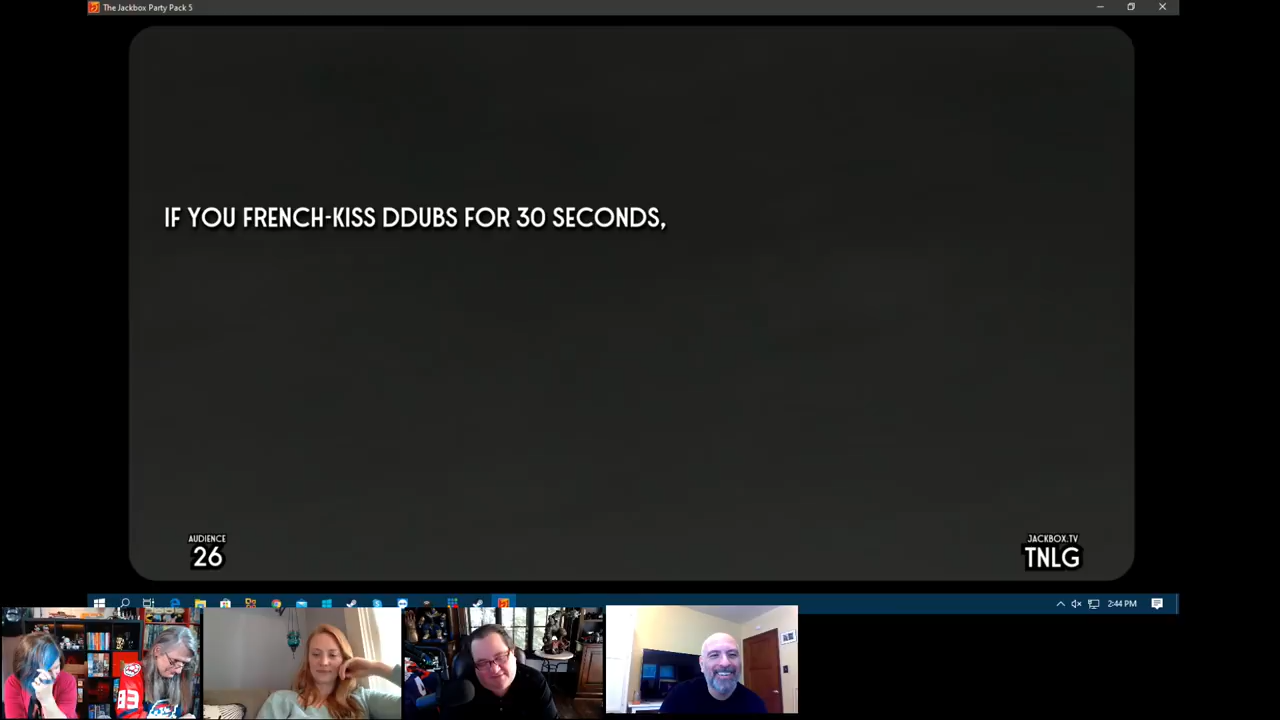 The Jackbox Party Pack 5
IF YOU FRENCH-KISS DDUBS FOR 30 SECONDS,
AUDIENCE
26
JACKBOX.TV
TNLG
2:44 PM
93